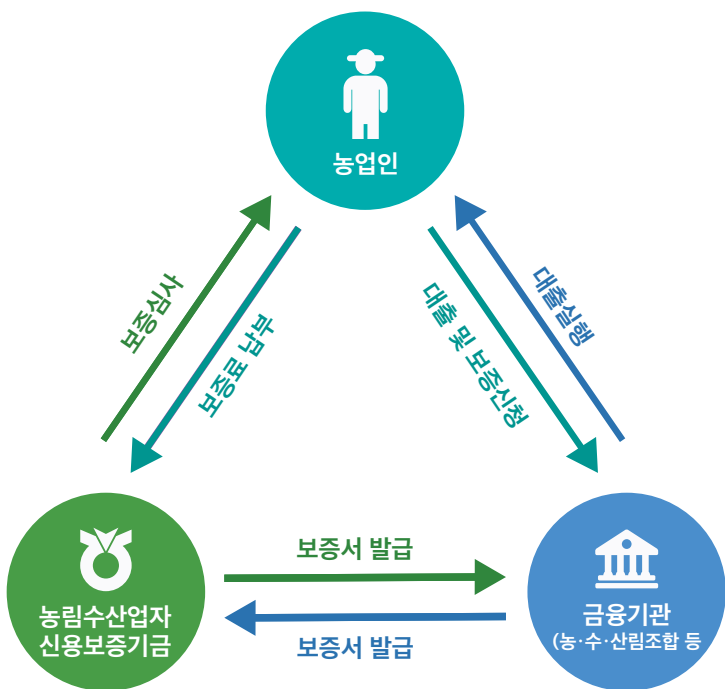 농업인
보증심사
보증료 납부
대출 및 보증신청
대출실행
보증서 발급
보증서 발급
농림수산업자
신용보증기금
금융기관
(농·수·산림조합 등